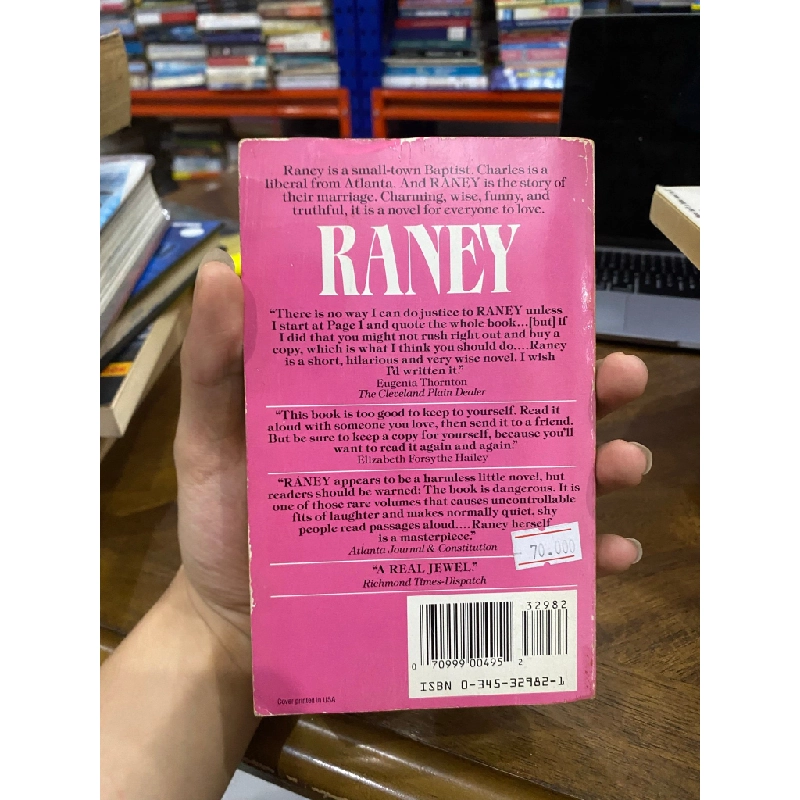 Raney is a small-town Baptist. Charles is a
liberal from Atlanta. And RANEY is the story of
their marriage. Charming, wise, funny, and
truthful, it is a novel for everyone to love.
RANEY
"There is no way I can do justice to RANEY unless
I start at Page 1 and quote the whole book...[but] if
I did that you might not rush right out and buy a
copy, which is what I think you should do....Raney
is a short, hilarious and very wise novel. I wish
I'd written it."
Eugenia Thornton
The Cleveland Plain Dealer
"This book is too good to keep to yourself. Read it
aloud with someone you love, then send it to a friend.
But be sure to keep a copy for yourself, because you'll
want to read it again and again."
Elizabeth Forsythe Hailey
"RANEY appears to be a harmless little novel, but
readers should be warned: The book is dangerous. It is
one of those rare volumes that causes uncontrollable
fits of laughter and makes normally quiet, shy
people read passages aloud....Raney herself
is a masterpiece."
Atlanta Journal & Constitution
70.000
"A REAL JEWEL."
Richmond Times-Dispatch
32982
0 70999 00495 2
ISBN 0-345-32982-1
Cover printed in USA